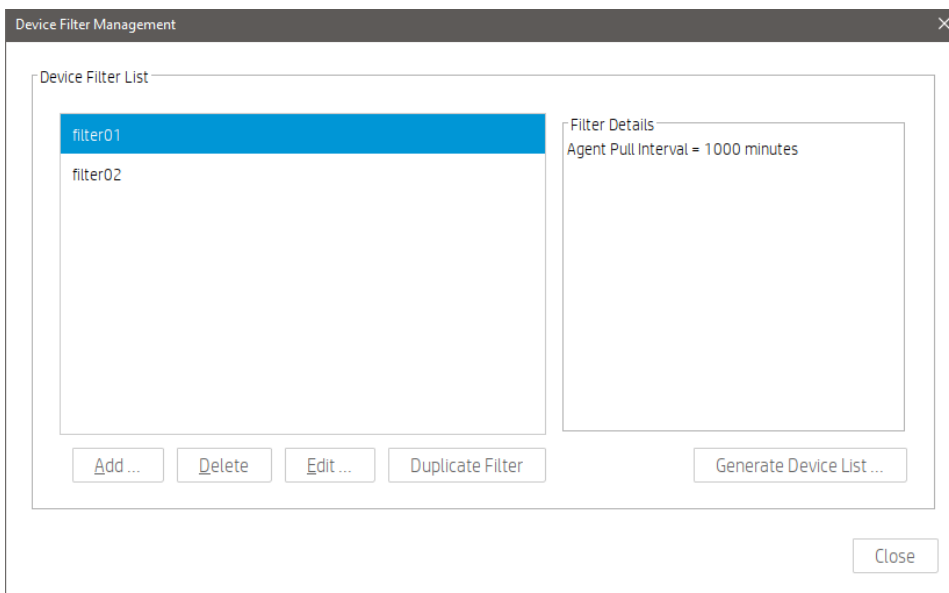 Device Filter Management
Device Filter List
filter01
filter02
Filter Details
Agent Pull Interval = 1000 minutes
Add ...
Delete
Edit ...
Duplicate Filter
Generate Device List ...
Close